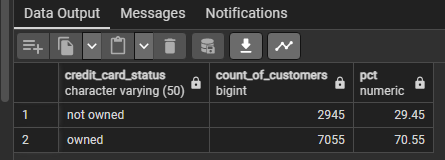 Data Output Messages Notifications
credit_card_status count_of_customers pct
character varying (50) bigint numeric
1 not owned 2945 29.45
2 owned 7055 70.55